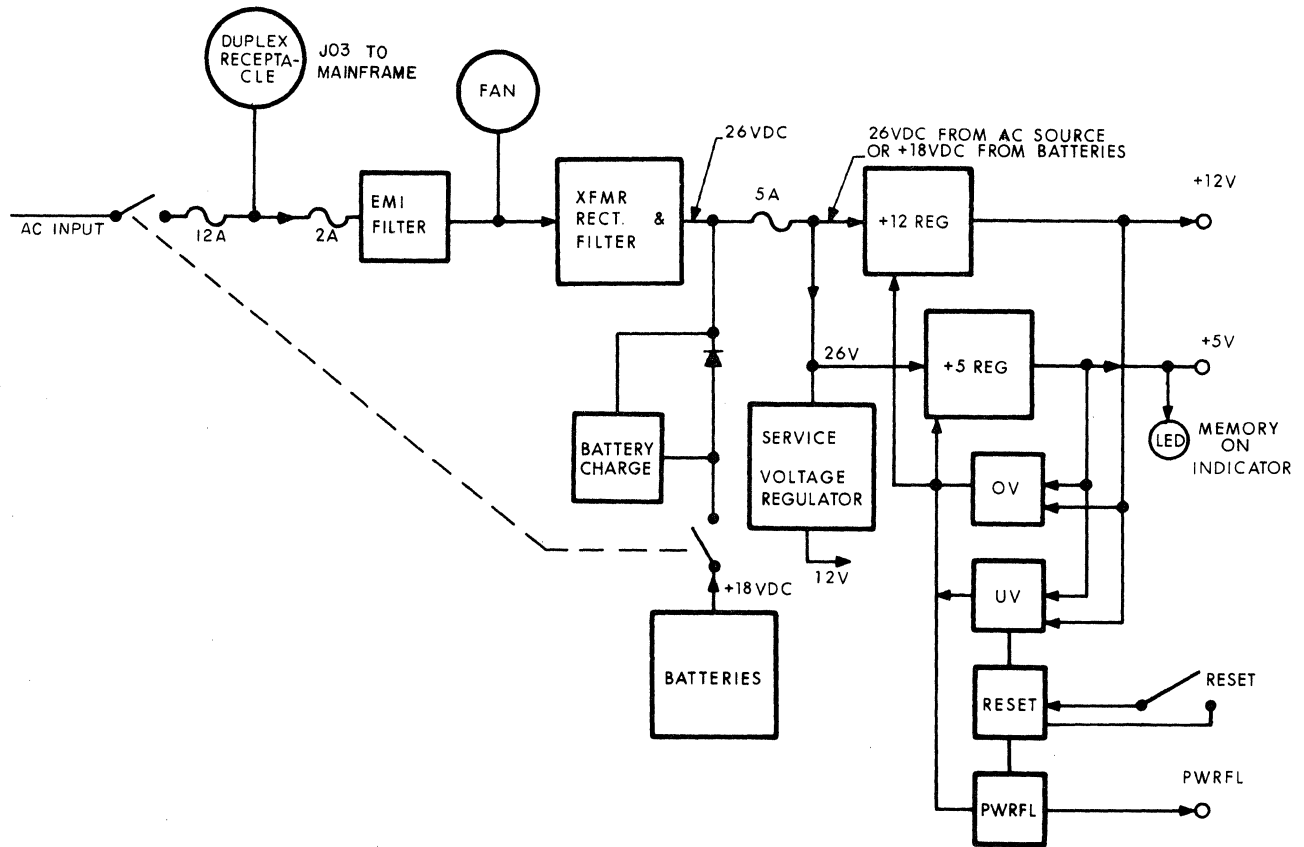 DUPLEX
RECEPTA-
CLE
JO3 TO
MAINFRAME
FAN
26VDC
26VDC FROM AC SOURCE
OR +18VDC FROM BATTERIES
+12V
AC INPUT
12A
2A
EMI
FILTER
XFMR
RECT. &
FILTER
5A
+12 REG
+5V
26V
+5 REG
BATTERY
CHARGE
SERVICE
VOLTAGE
REGULATOR
LED
MEMORY
ON
INDICATOR
OV
12V
+18VDC
UV
BATTERIES
RESET
RESET
PWRFL
PWRFL